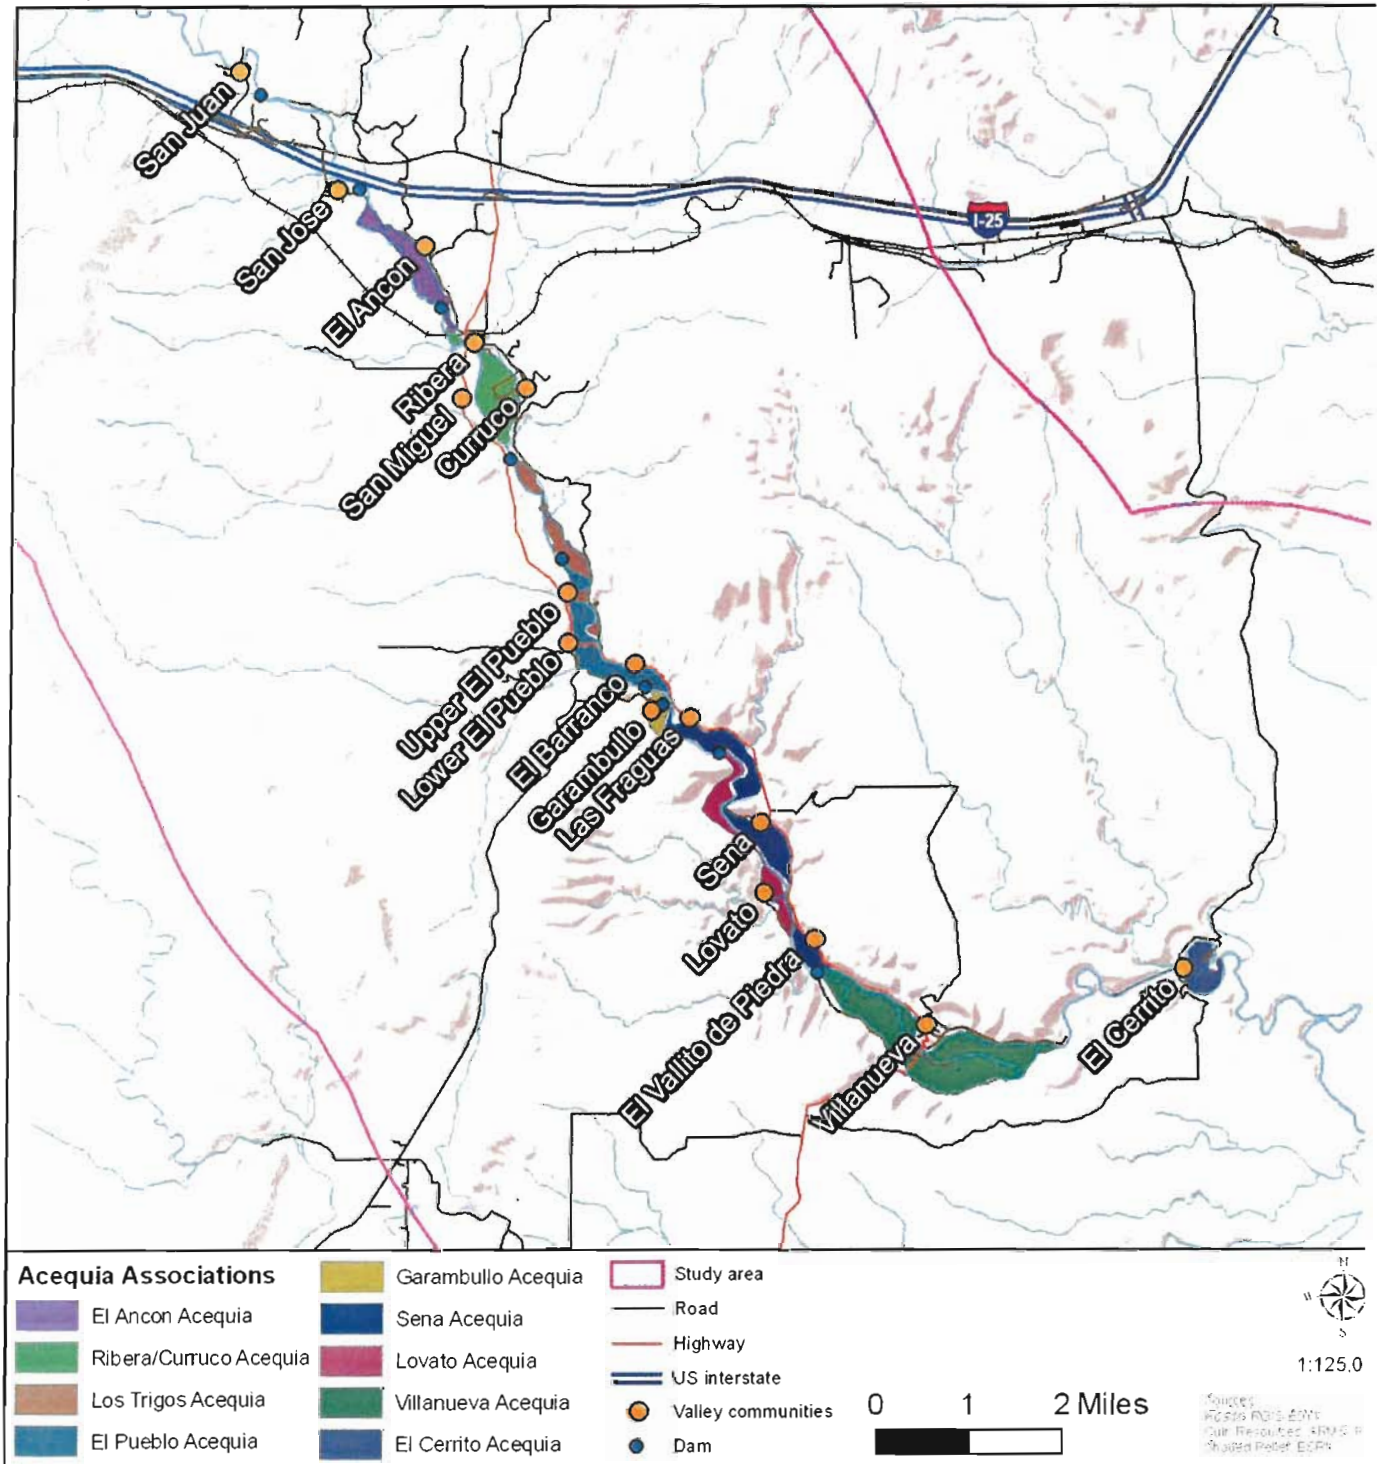 San Juan
I-25
San Jose
El Ancon
Ribera
San Miguel
Curruco
Upper El Pueblo
Lower El Pueblo
El Barranco
Garambullo
Las Fraguas
Sena
Lovato
El Vallito de Piedra
Villanueva
El Cerrito
Acequia Associations
El Ancon Acequia
Ribera/Curruco Acequia
Los Trigos Acequia
El Pueblo Acequia
Garambullo Acequia
Sena Acequia
Lovato Acequia
Villanueva Acequia
El Cerrito Acequia
Study area
Road
Highway
US interstate
Valley communities
Dam
0 1 2 Miles
N
W
S
1:125.0
Sources